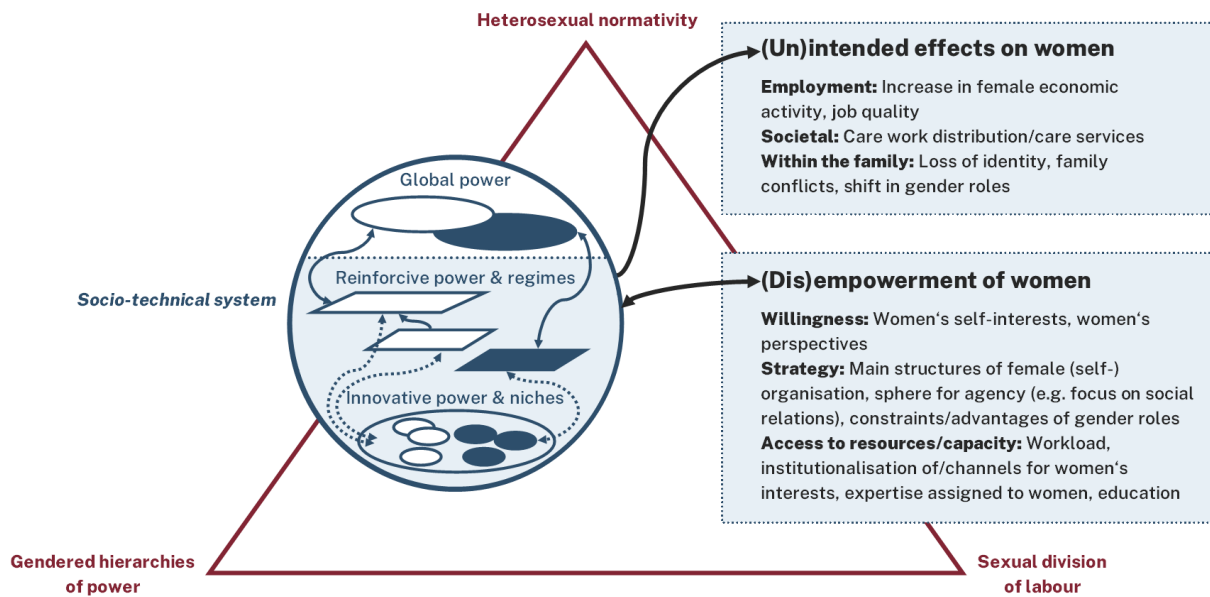 Heterosexual normativity
(Un)intended effects on women
Employment: Increase in female economic
activity, job quality
Societal: Care work distribution/care services
Within the family: Loss of identity, family
conflicts, shift in gender roles
Global power
Reinforcive power & regimes
Socio-technical system
Innovative power & niches
(Dis)empowerment of women
Willingness: Women‘s self-interests, women‘s
perspectives
Strategy: Main structures of female (self-)
organisation, sphere for agency (e.g. focus on social
relations), constraints/advantages of gender roles
Access to resources/capacity: Workload,
institutionalisation of/channels for women‘s
interests, expertise assigned to women, education
Gendered hierarchies
of power
Sexual division
of labour